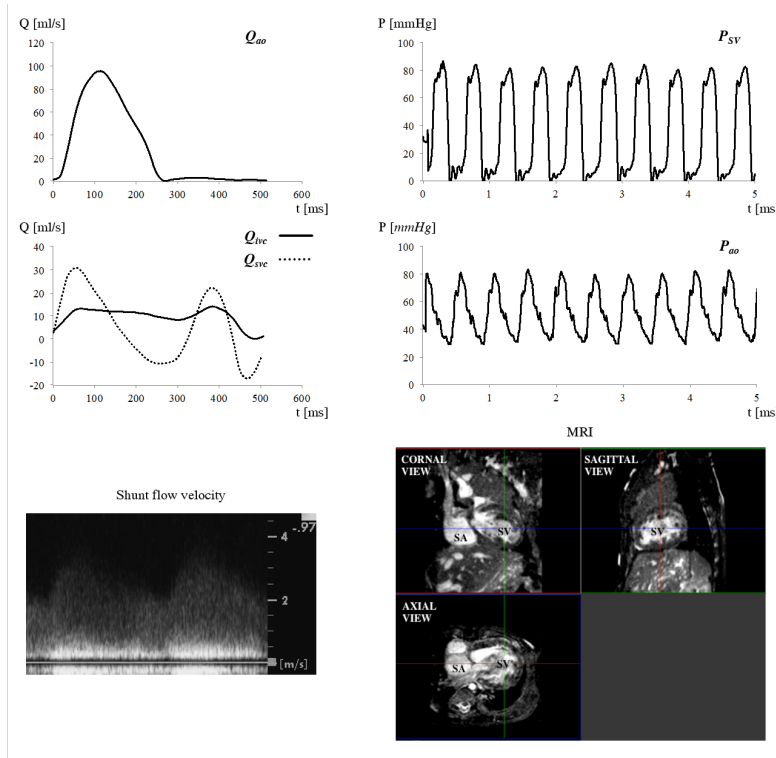 Q [ml/s]
Qao
120
100
80
60
40
20
0
0 100 200 300 400 500 600
t [ms]
P [mmHg]
PSV
100
80
60
40
20
0
0 1 2 3 4 5
t [ms
Q [ml/s]
Qivc
Qsvc
40
30
20
10
0
-10
-20
0 100 200 300 400 500 600
t [ms]
P [mmHg]
Pao
100
80
60
40
20
0
0 1 2 3 4 5
t [ms
Shunt flow velocity
-.97
4
2
[m/s]
MRI
CORNAL
VIEW
SA SV
SAGITTAL
VIEW
SV
AXIAL
VIEW
SA SV